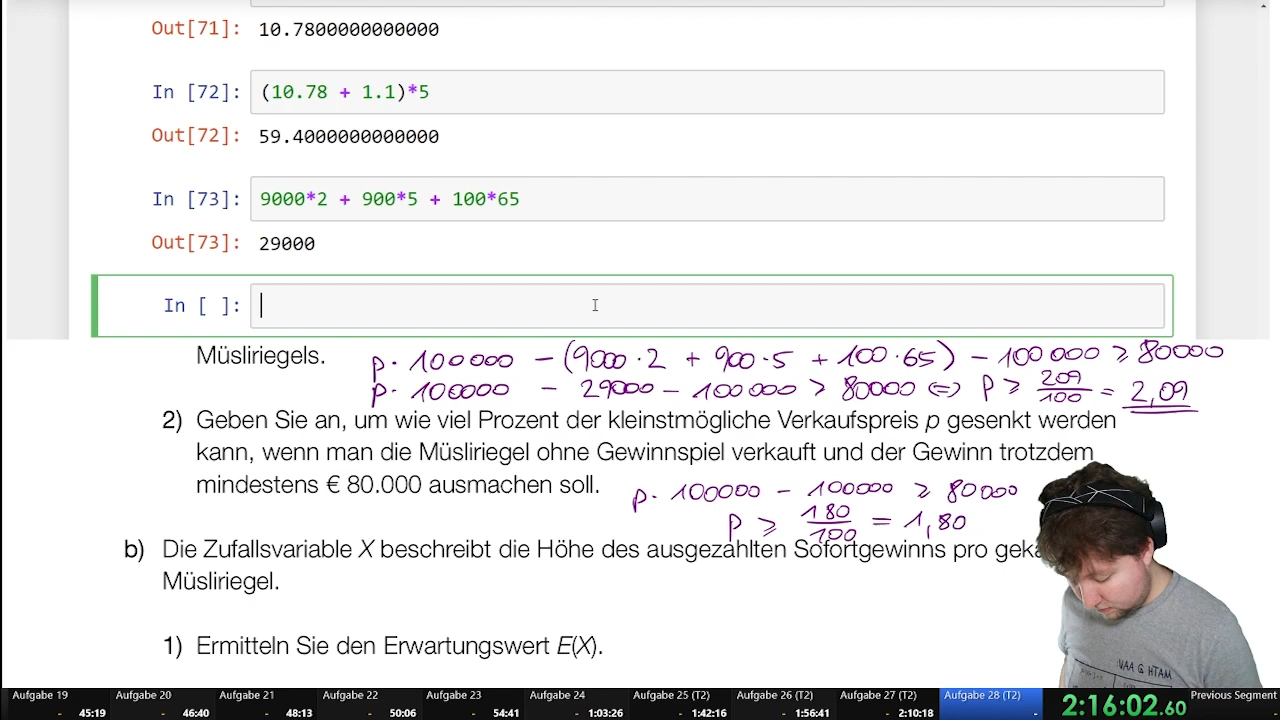 Out[71]: 10.7800000000000
In [72]: (10.78 + 1.1)*5
Out[72]: 59.4000000000000
In [73]: 9000*2 + 900*5 + 100*65
Out[73]: 29000
In [ ]:
Müsliriegels. p· 100000 - (9000·2 + 900·5 + 100·65) - 100000 ≥ 80000
p· 100000 - 29000 - 100000 > 80000 ⇔ p ≥ 209/100 = 2,09
2) Geben Sie an, um wie viel Prozent der kleinstmögliche Verkaufspreis p gesenkt werden
kann, wenn man die Müsliriegel ohne Gewinnspiel verkauft und der Gewinn trotzdem
mindestens € 80.000 ausmachen soll. p· 100000 - 100000 ≥ 80000
p ≥ 180/100 = 1,80
b) Die Zufallsvariable X beschreibt die Höhe des ausgezahlten Sofortgewinns pro
Müsliriegel.
1) Ermitteln Sie den Erwartungswert E(X).
Aufgabe 19 Aufgabe 20 Aufgabe 21 Aufgabe 22 Aufgabe 23 Aufgabe 24 Aufgabe 25 (T2) Aufgabe 26 (T2) Aufgabe 27 (T2) Aufgabe 28 (T2) Previous Segment
- 45:19 - 46:40 - 48:13 - 50:06 - 54:41 - 1:03:26 - 1:42:16 - 1:56:41 - 2:10:18 - 2:16:02.60 -